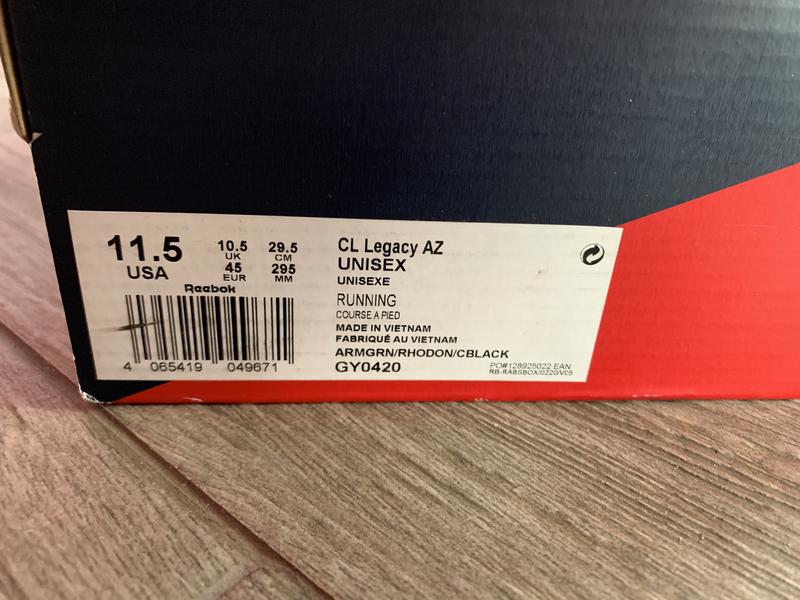 11.5
USA
10.5
UK
45
EUR
29.5
CM
295
MM
Reebok
4 065419 049671
CL Legacy AZ
UNISEX
UNISEXE
RUNNING
COURSE A PIED
MADE IN VIETNAM
FABRIQUÉ AU VIETNAM
ARMGRN/RHODON/CBLACK
GY0420
PO#128925022 EAN
RB-RABSBOX/0220/V05